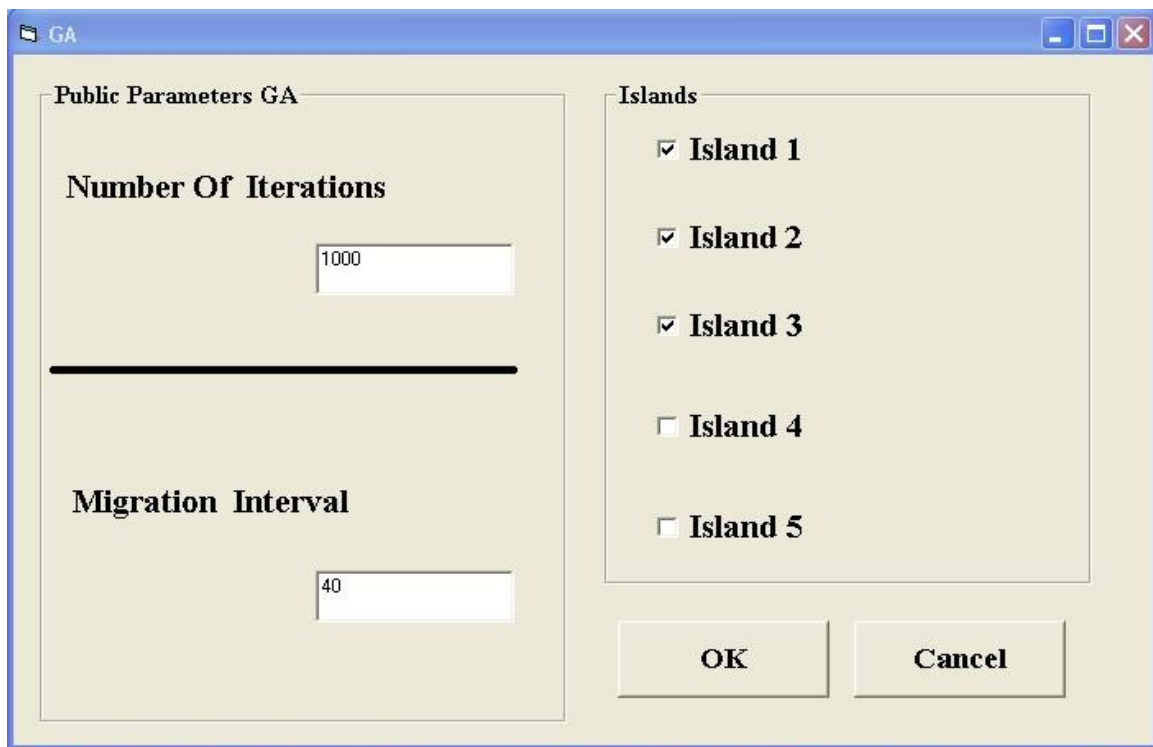 GA
Public Parameters GA
Number Of Iterations
1000
Migration Interval
40
Islands
Island 1
Island 2
Island 3
Island 4
Island 5
OK
Cancel